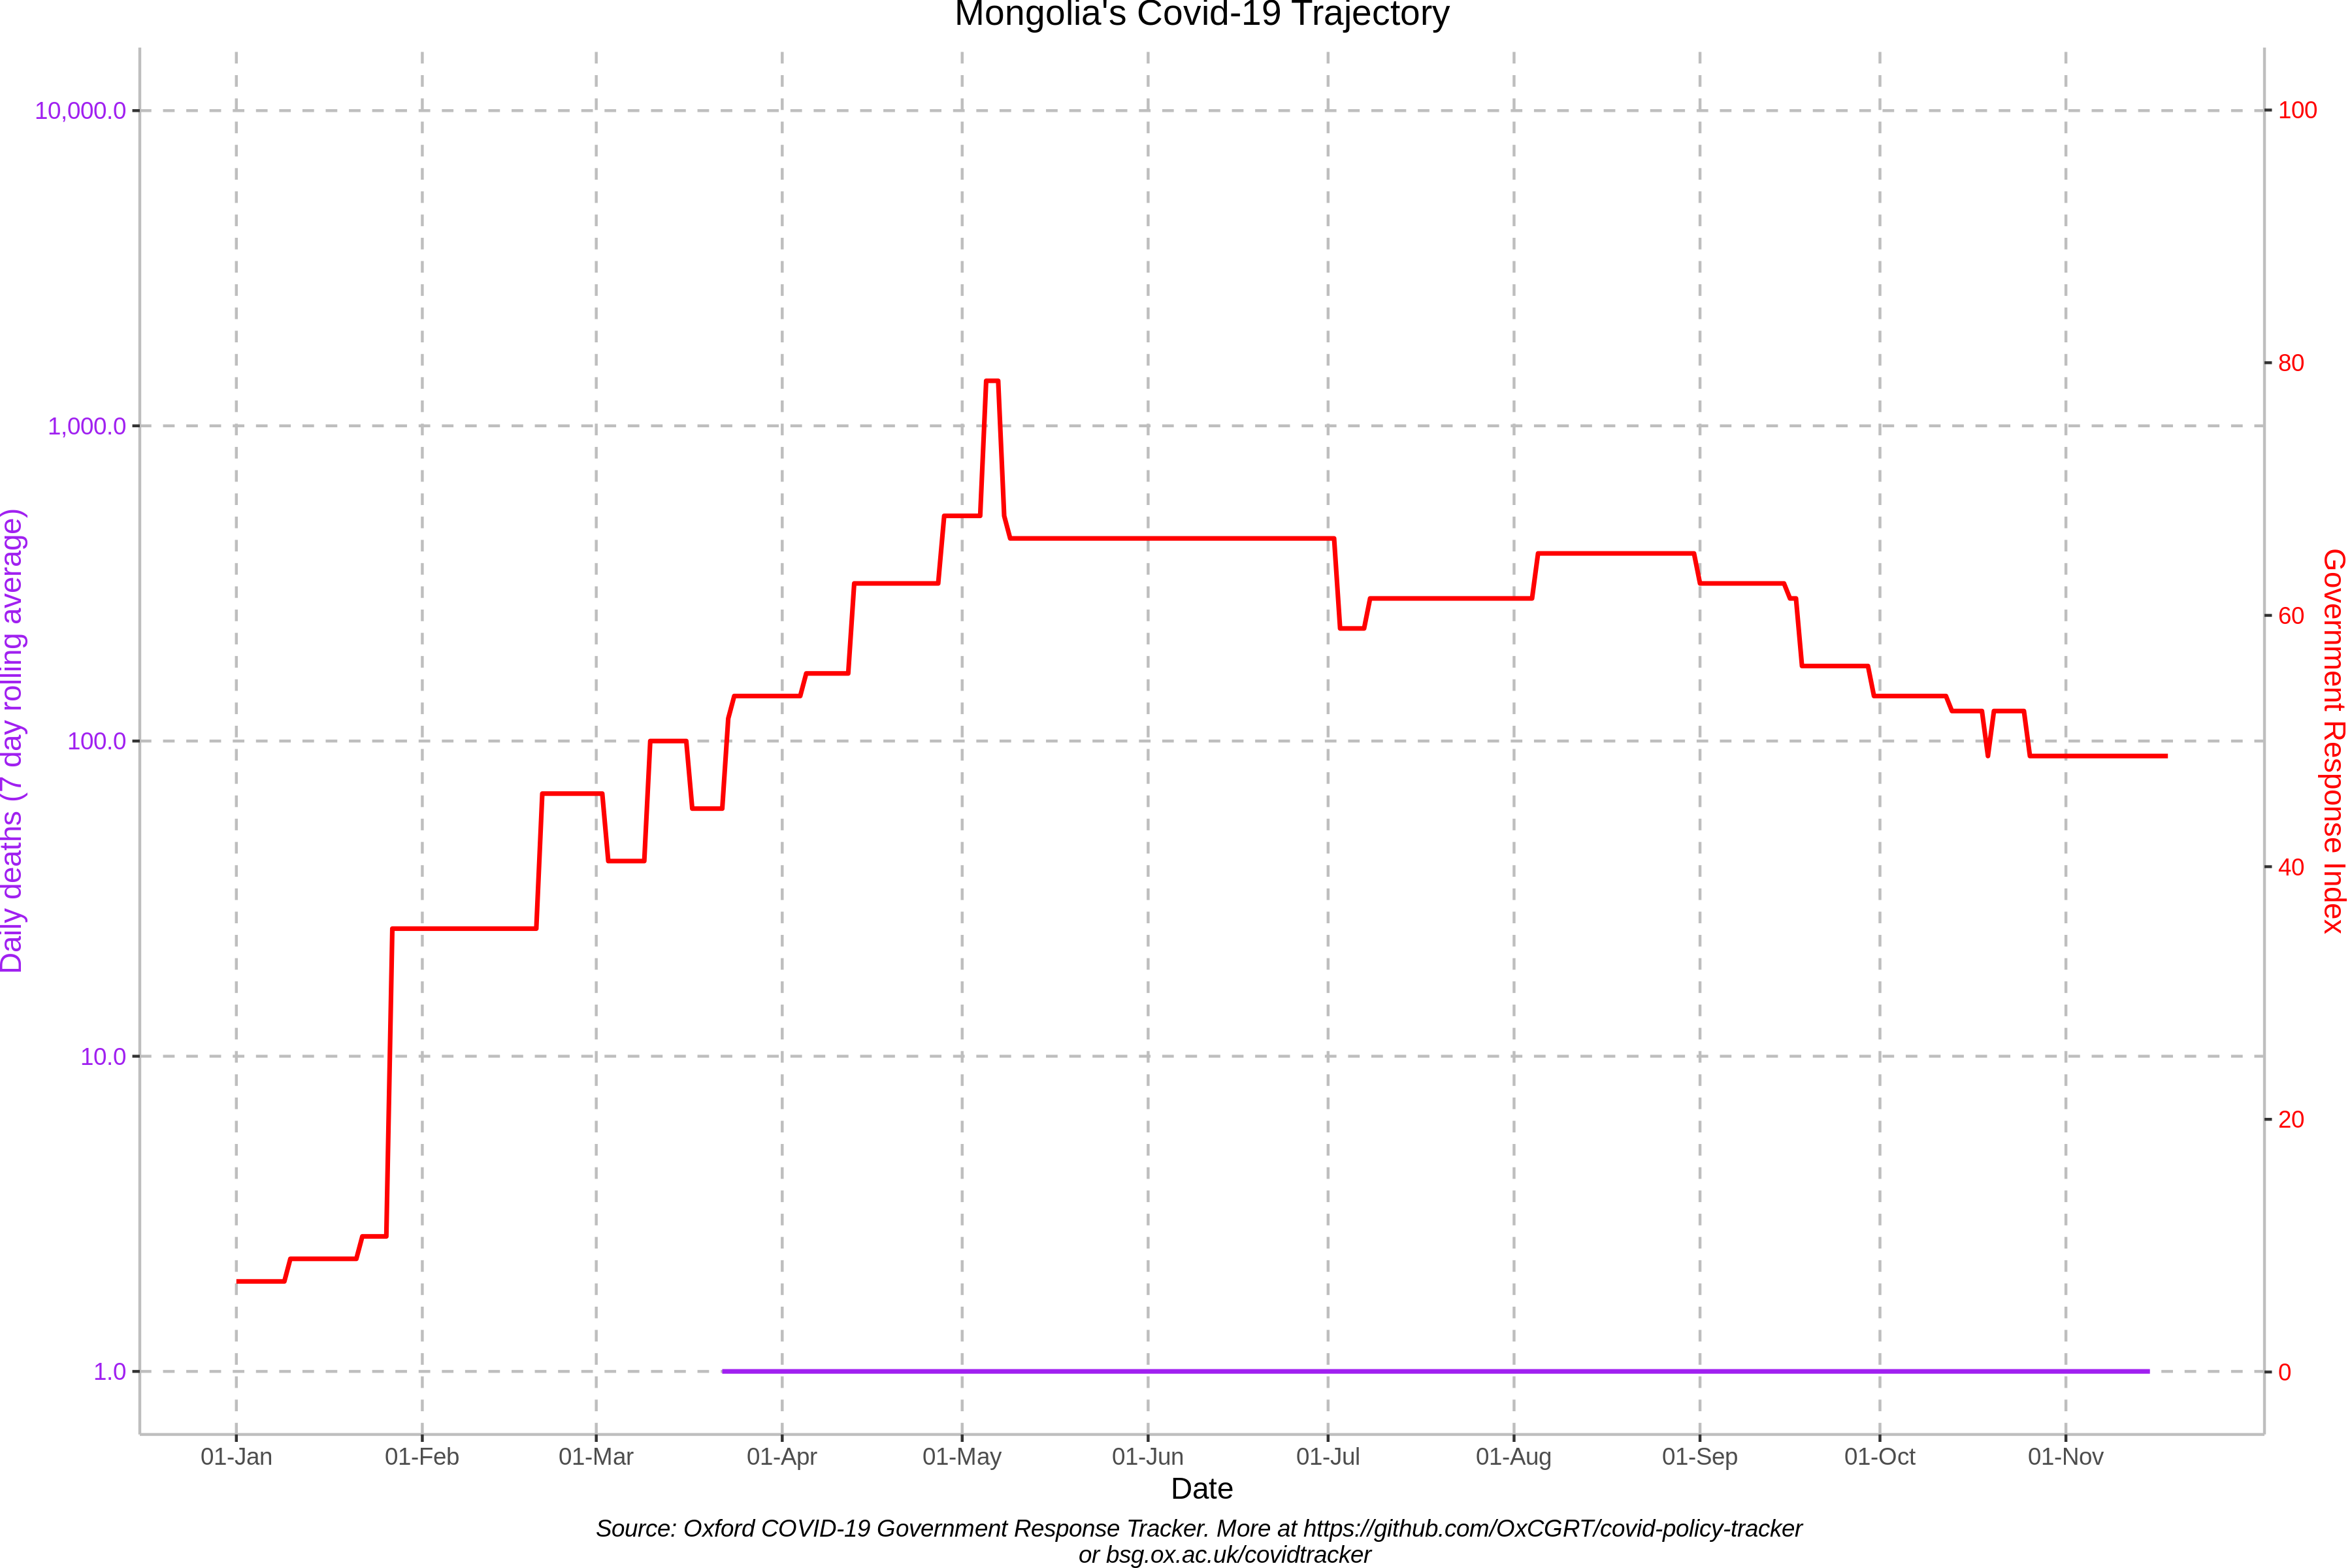 Mongolia's Covid-19 Trajectory
10,000.0
1,000.0
100.0
10.0
1.0
Daily deaths (7 day rolling average)
100
80
60
40
20
0
Government Response Index
01-Jan
01-Feb
01-Mar
01-Apr
01-May
01-Jun
01-Jul
01-Aug
01-Sep
01-Oct
01-Nov
Date
Source: Oxford COVID-19 Government Response Tracker. More at https://github.com/OxCGRT/covid-policy-tracker
or bsg.ox.ac.uk/covidtracker